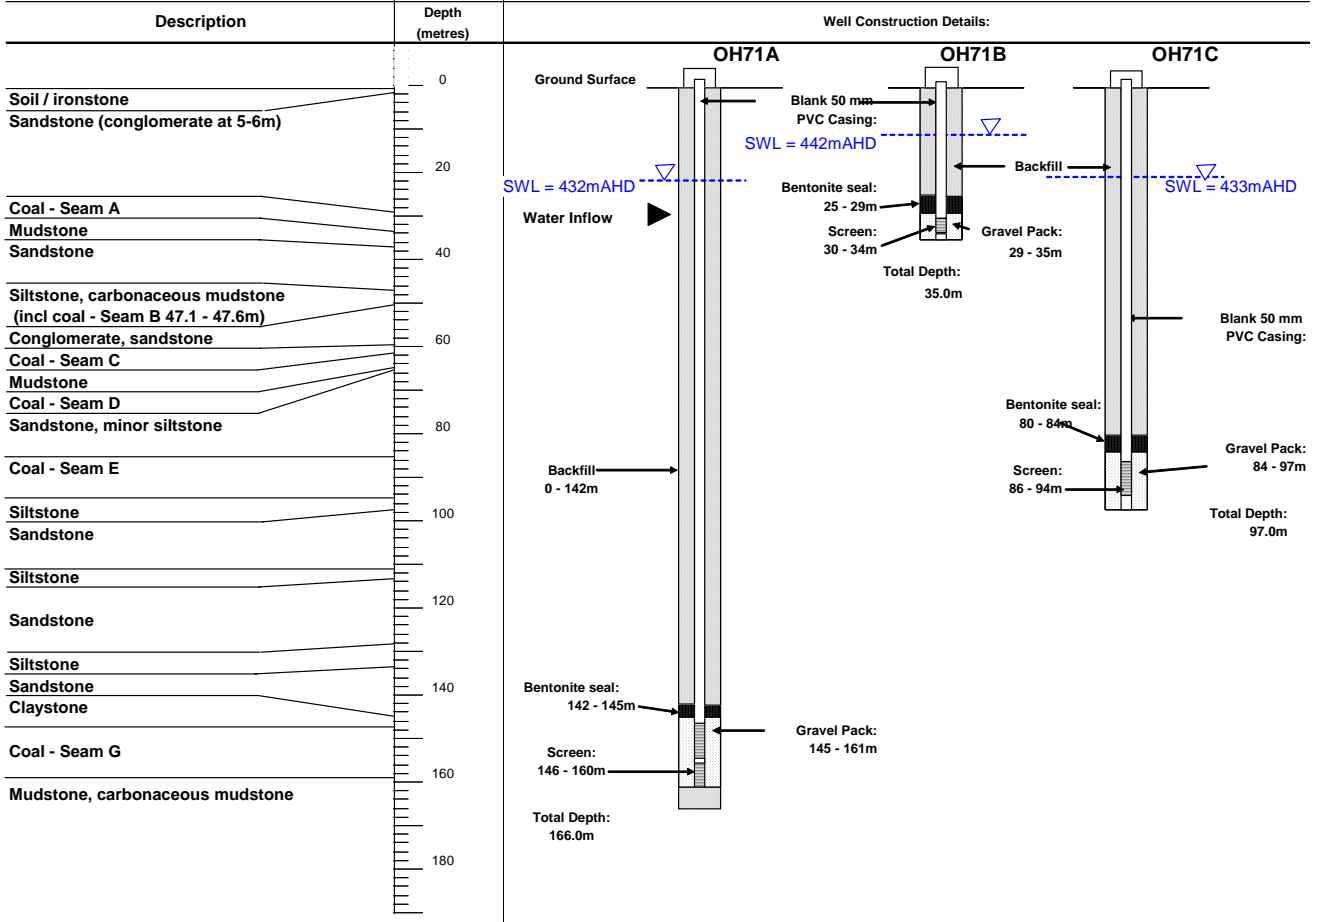 Description
Depth
(metres)
Well Construction Details:
OH71A
OH71B
OH71C
0
Ground Surface
Soil / ironstone
Blank 50 mm
Sandstone (conglomerate at 5-6m)
PVC Casing:
SWL = 442mAHD
20
Backfill
SWL = 432mAHD
Bentonite seal:
SWL = 433mAHD
Coal - Seam A
25 - 29m
Water Inflow
Mudstone
Screen:
Gravel Pack:
Sandstone
30 - 34m
29 - 35m
40
Total Depth:
35.0m
Siltstone, carbonaceous mudstone
(incl coal - Seam B 47.1 - 47.6m)
Blank 50 mm
PVC Casing:
Conglomerate, sandstone
60
Coal - Seam C
Mudstone
Coal - Seam D
Bentonite seal:
80 - 84m
Sandstone, minor siltstone
80
Gravel Pack:
84 - 97m
Coal - Seam E
Backfill
0 - 142m
Screen:
86 - 94m
Siltstone
100
Total Depth:
97.0m
Sandstone
Siltstone
120
Sandstone
Siltstone
Sandstone
140
Bentonite seal:
142 - 145m
Claystone
Gravel Pack:
145 - 161m
Coal - Seam G
Screen:
146 - 160m
160
Mudstone, carbonaceous mudstone
Total Depth:
166.0m
180